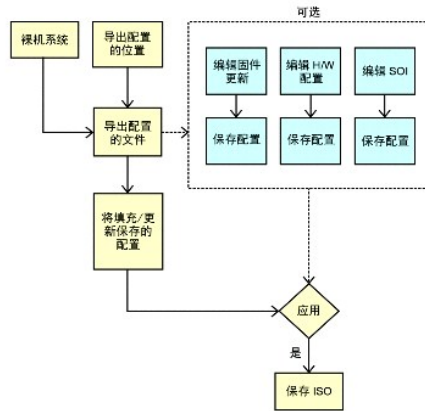 可选
裸机系统
导出配置
的位置
编辑固件
更新
编辑 H/W
配置
编辑 SOI
导出配置
的文件
保存配置
保存配置
保存配置
将填充/更
新保存的
配置
应用
是
保存 ISO